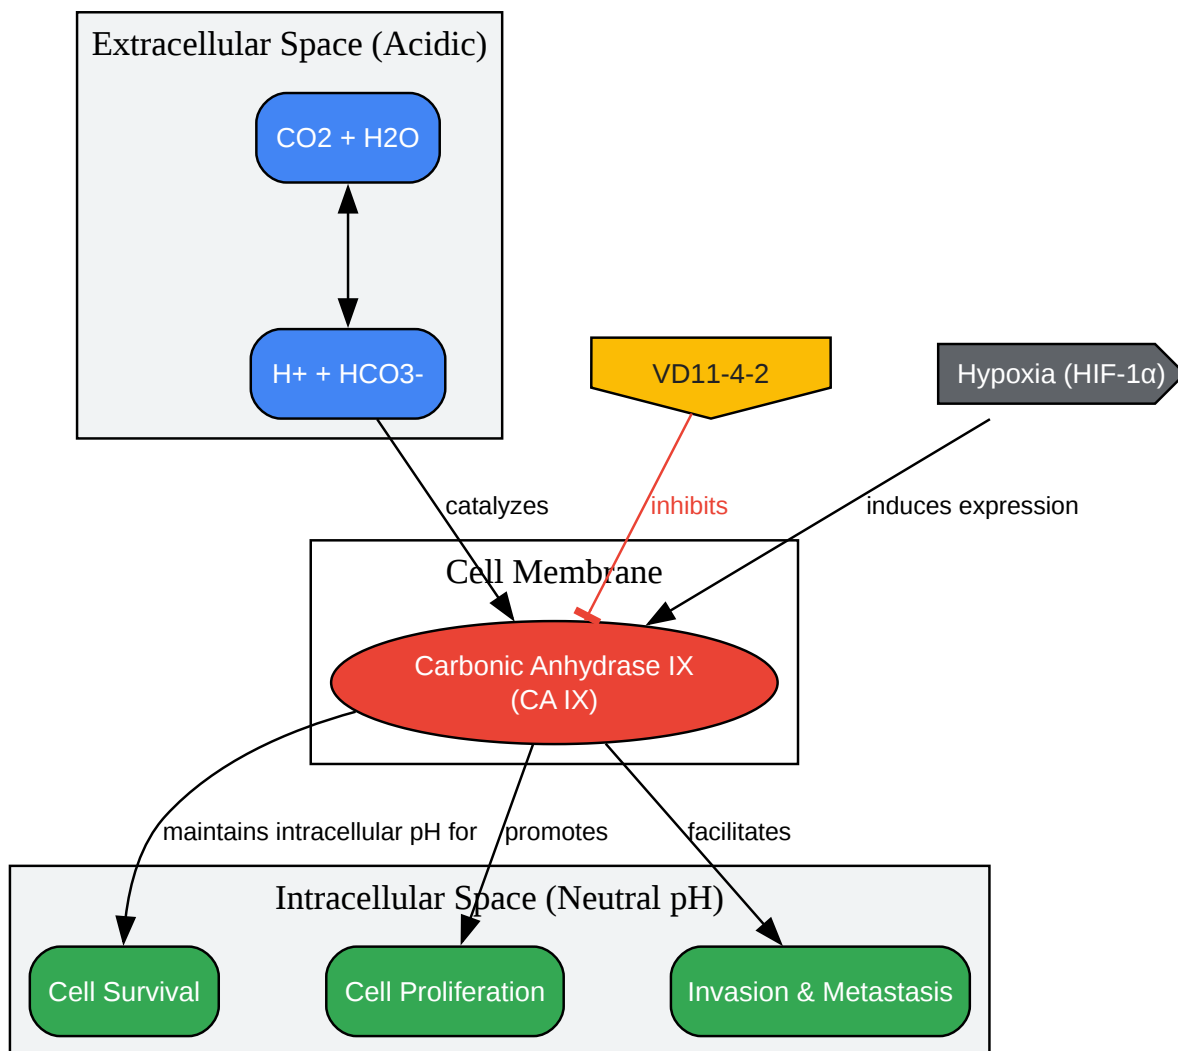 Extracellular Space (Acidic)
CO2 + H2O
H+ + HCO3-
VD11-4-2
Hypoxia (HIF-1α)
catalyzes
inhibits
induces expression
Cell Membrane
Carbonic Anhydrase IX
(CA IX)
maintains intracellular pH for
promotes
facilitates
Intracellular Space (Neutral pH)
Cell Survival
Cell Proliferation
Invasion & Metastasis